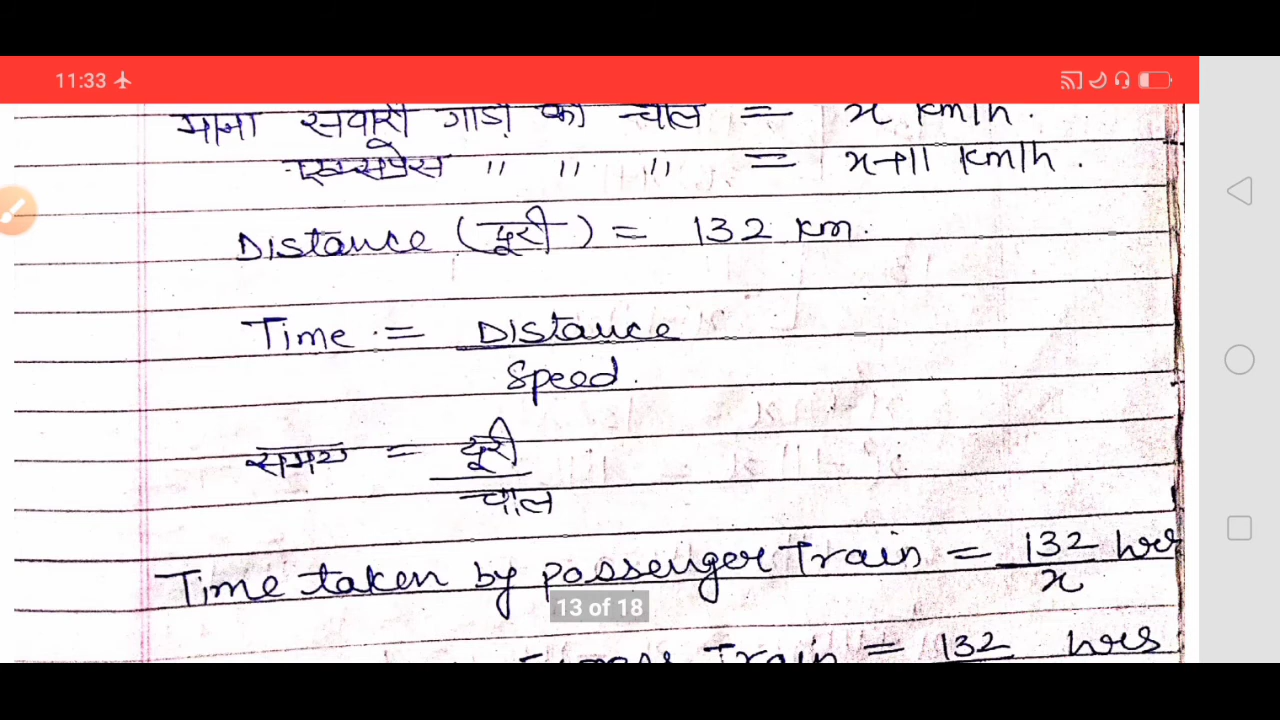 11:33
माना सवारी गाडी की चाल = x km/h.
एक्सप्रेस " " " = x+11 km/h.
Distance (दूरी) = 132 km.
Time = Distance
Speed.
समय = दूरी
चाल
Time taken by passenger Train = 132 hrs
x
13 of 18
Train = 132 hrs